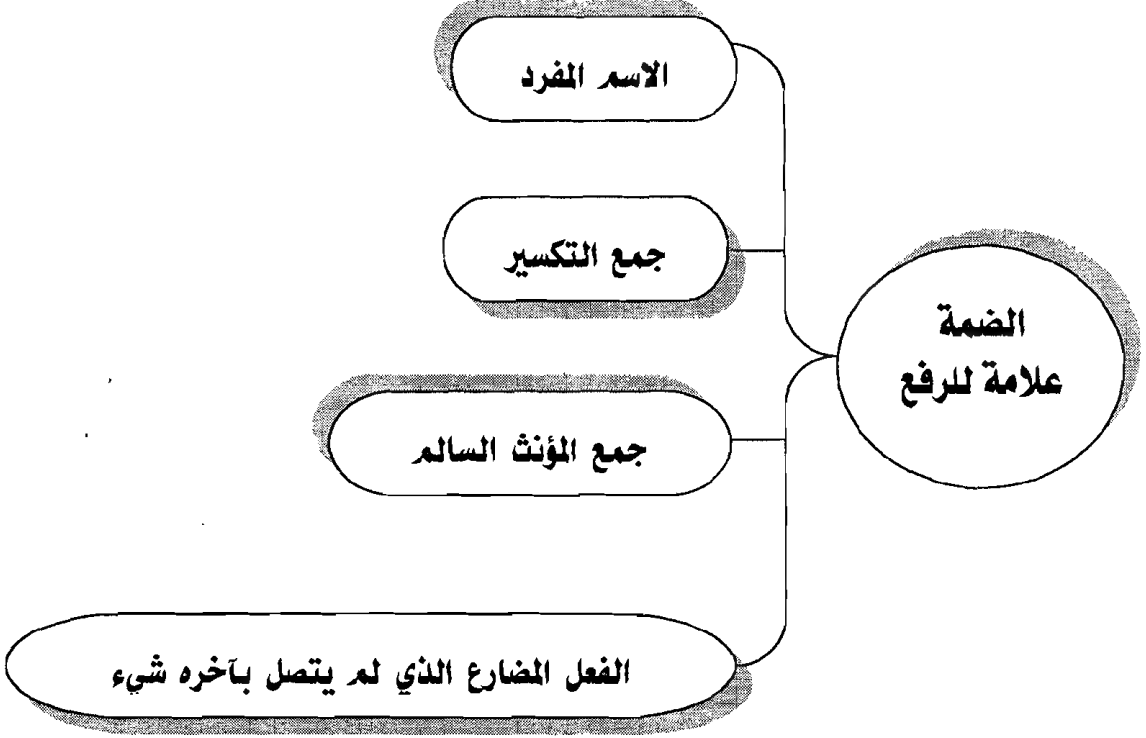 الضمة
علامة للرفع
الاسم المفرد
جمع التكسير
جمع المؤنث السالم
الفعل المضارع الذي لم يتصل بآخره شيء